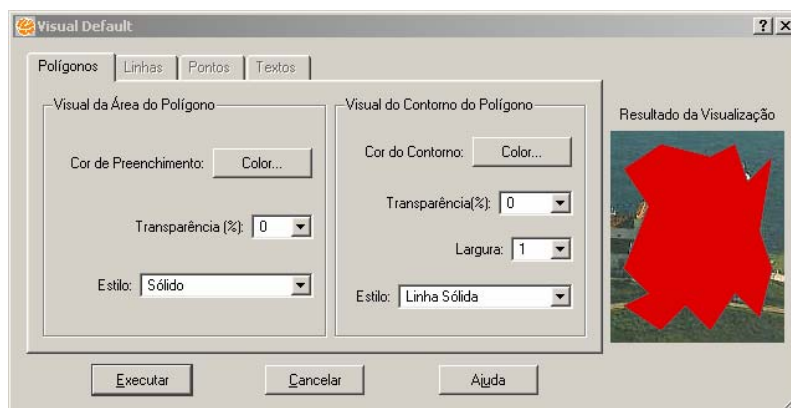 Visual Default
Polígonos Linhas Pontos Textos
Visual da Área do Polígono
Cor de Preenchimento: Color...
Transparência (%): 0
Estilo: Sólido
Visual do Contorno do Polígono
Cor do Contorno: Color...
Transparência(%): 0
Largura: 1
Estilo: Linha Sólida
Resultado da Visualização
Executar Cancelar Ajuda